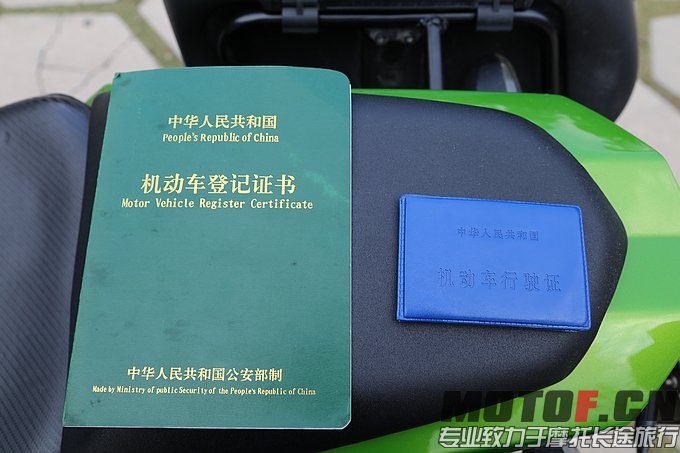 中华人民共和国
People's Republic of China
机动车登记证书
Motor Vehicle Register Certificate
中华人民共和国公安部制
Made by Ministry of public Security of the People's Republic of China
中华人民共和国
机动车行驶证
MOTOF.CN
专业致力于摩托长途旅行